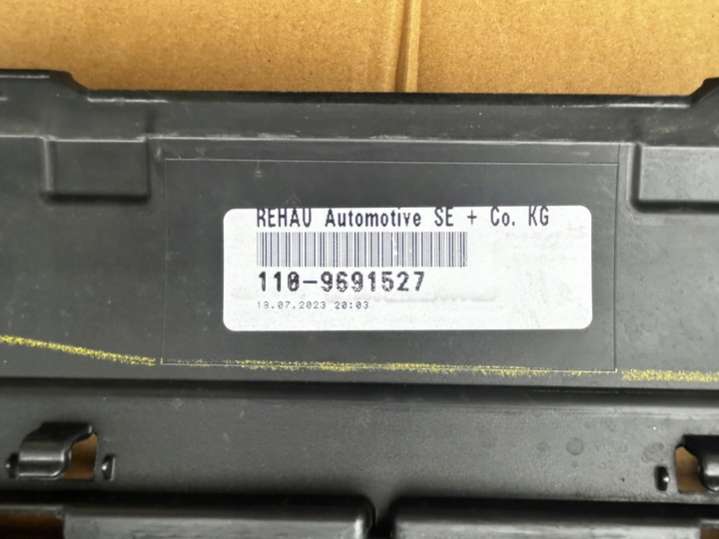 REHAU Automotive SE + Co. KG
110-9691527
19.07.2023 20:03